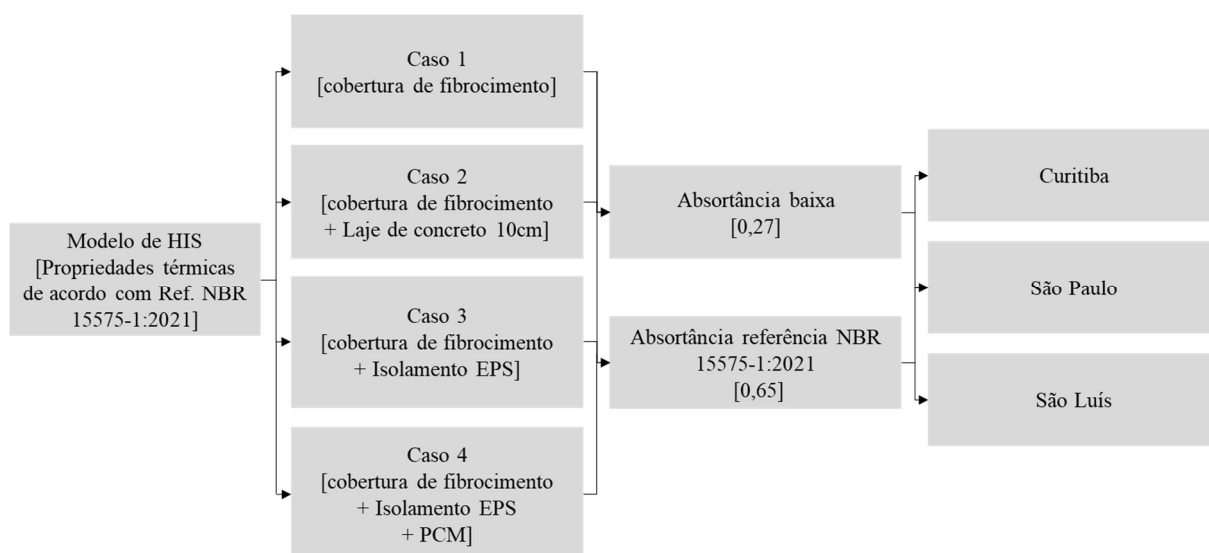 Modelo de HIS
[Propriedades térmicas
de acordo com Ref. NBR
15575-1:2021]
Caso 1
[cobertura de fibrocimento]
Caso 2
[cobertura de fibrocimento
+ Laje de concreto 10cm]
Caso 3
[cobertura de fibrocimento
+ Isolamento EPS]
Caso 4
[cobertura de fibrocimento
+ Isolamento EPS
+ PCM]
Absortância baixa
[0,27]
Absortância referência NBR
15575-1:2021
[0,65]
Curitiba
São Paulo
São Luís